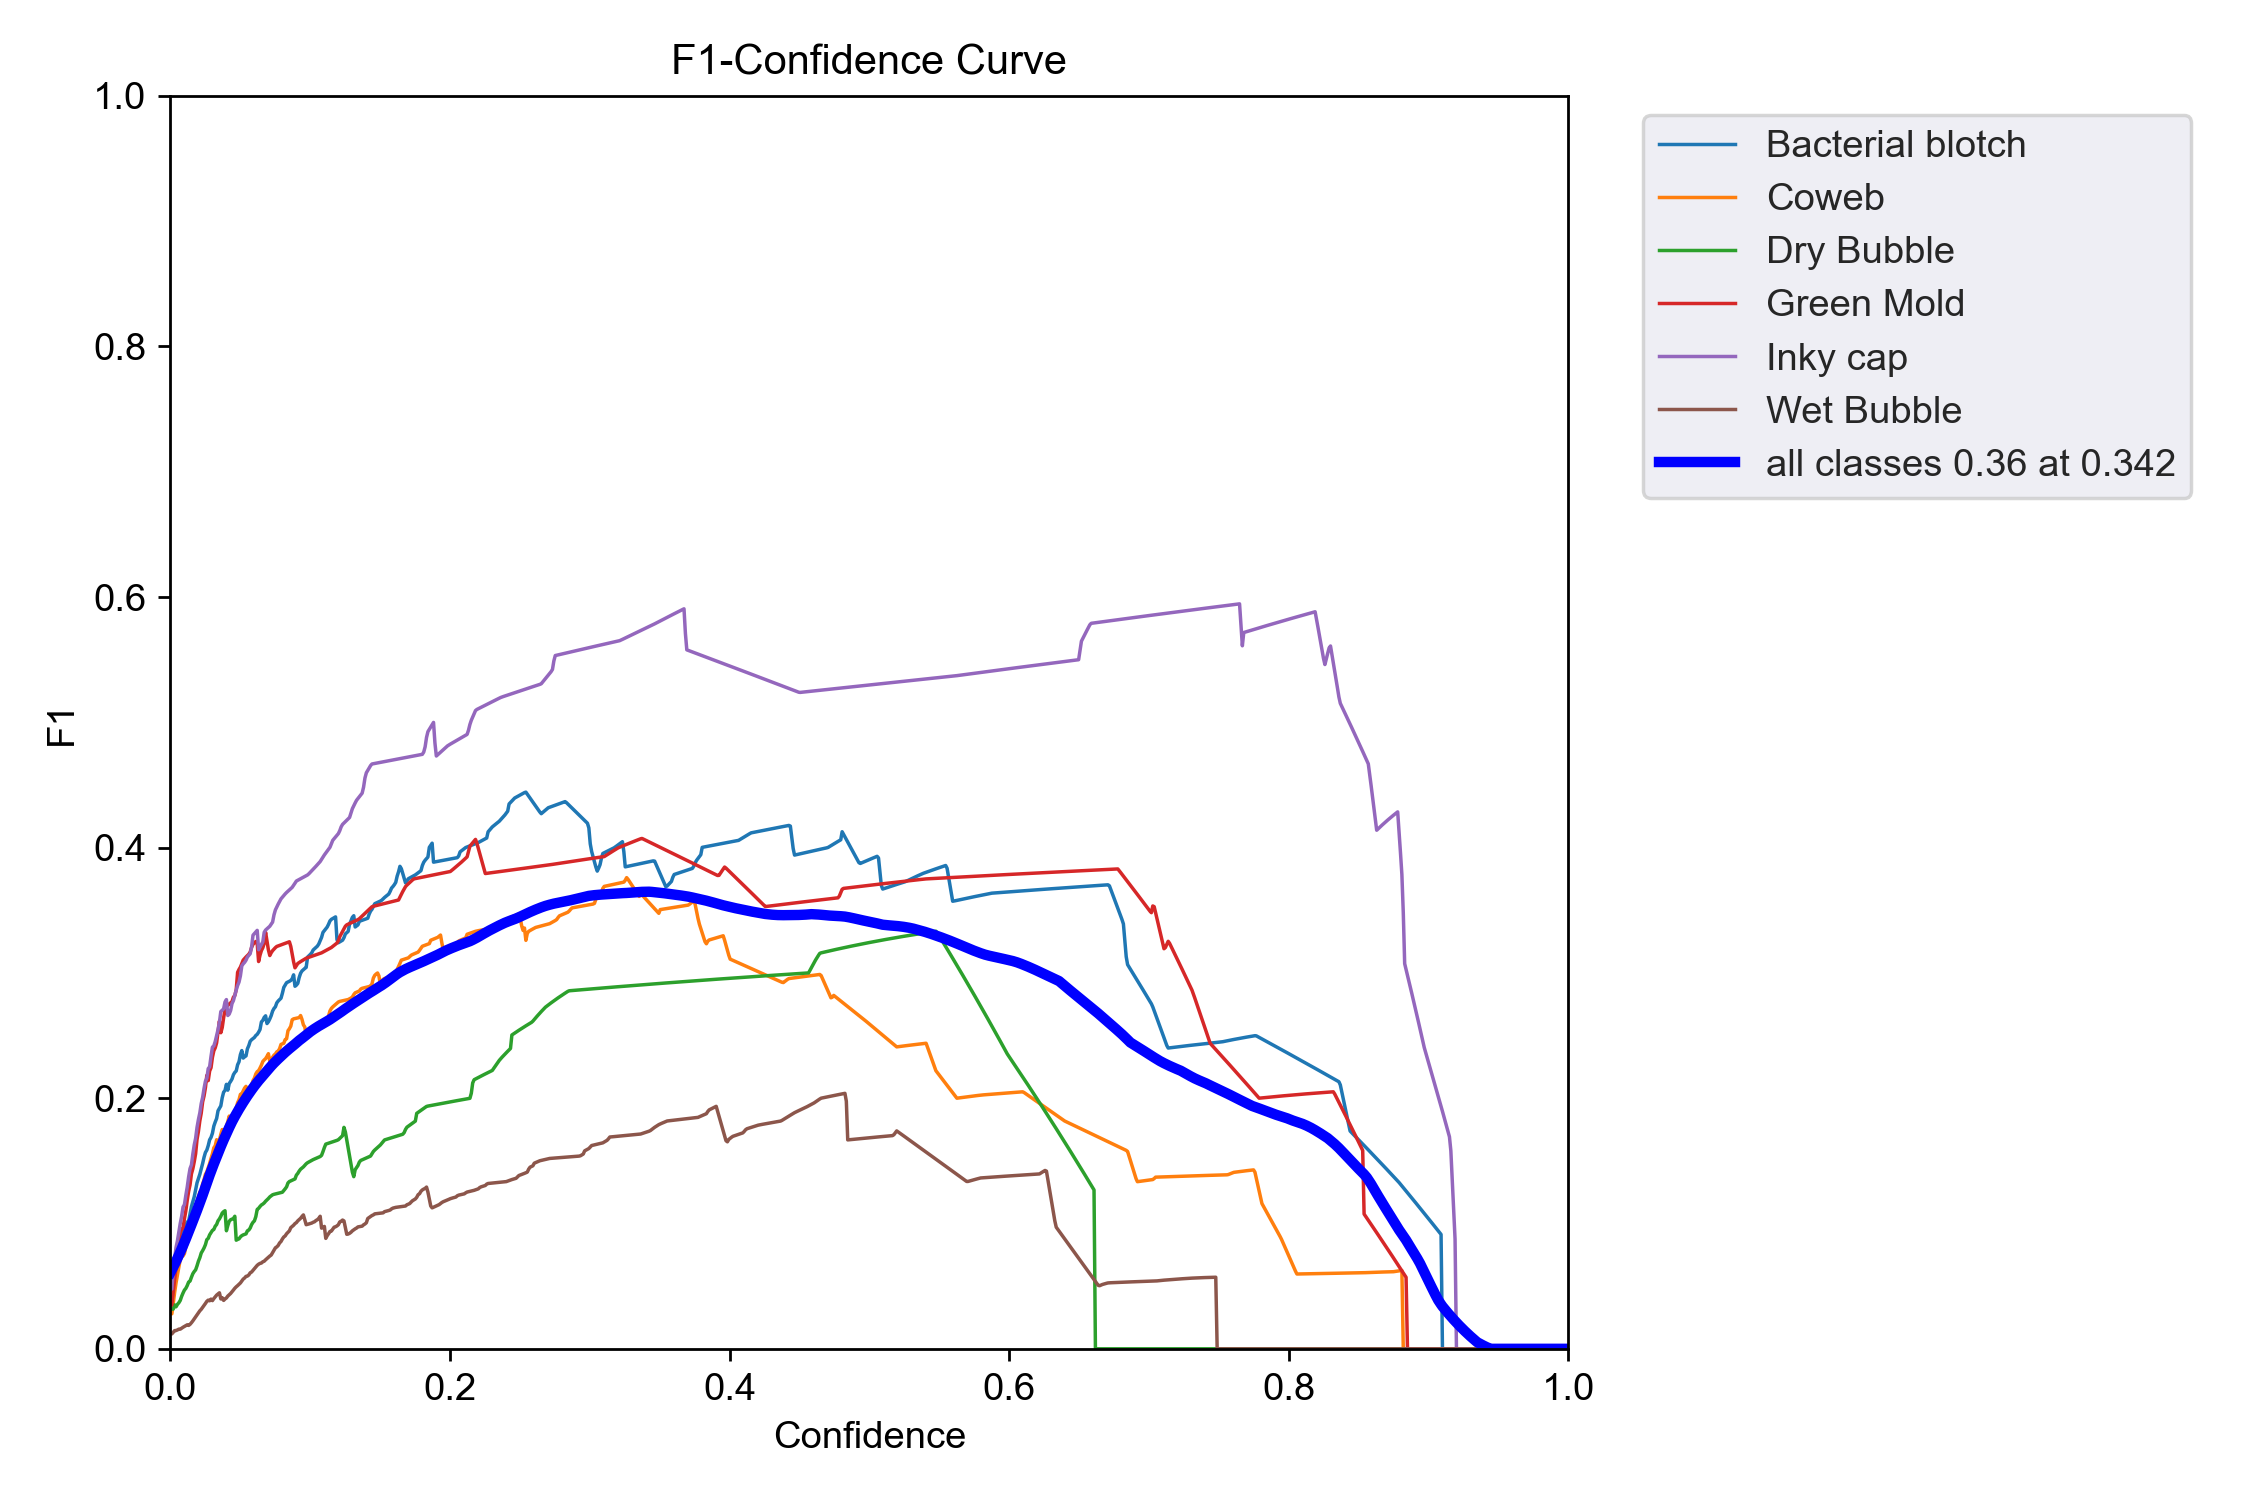 F1-Confidence Curve
1.0
0.8
0.6
0.4
0.2
0.0
F1
0.0 0.2 0.4 0.6 0.8 1.0
Confidence
Bacterial blotch
Coweb
Dry Bubble
Green Mold
Inky cap
Wet Bubble
all classes 0.36 at 0.342